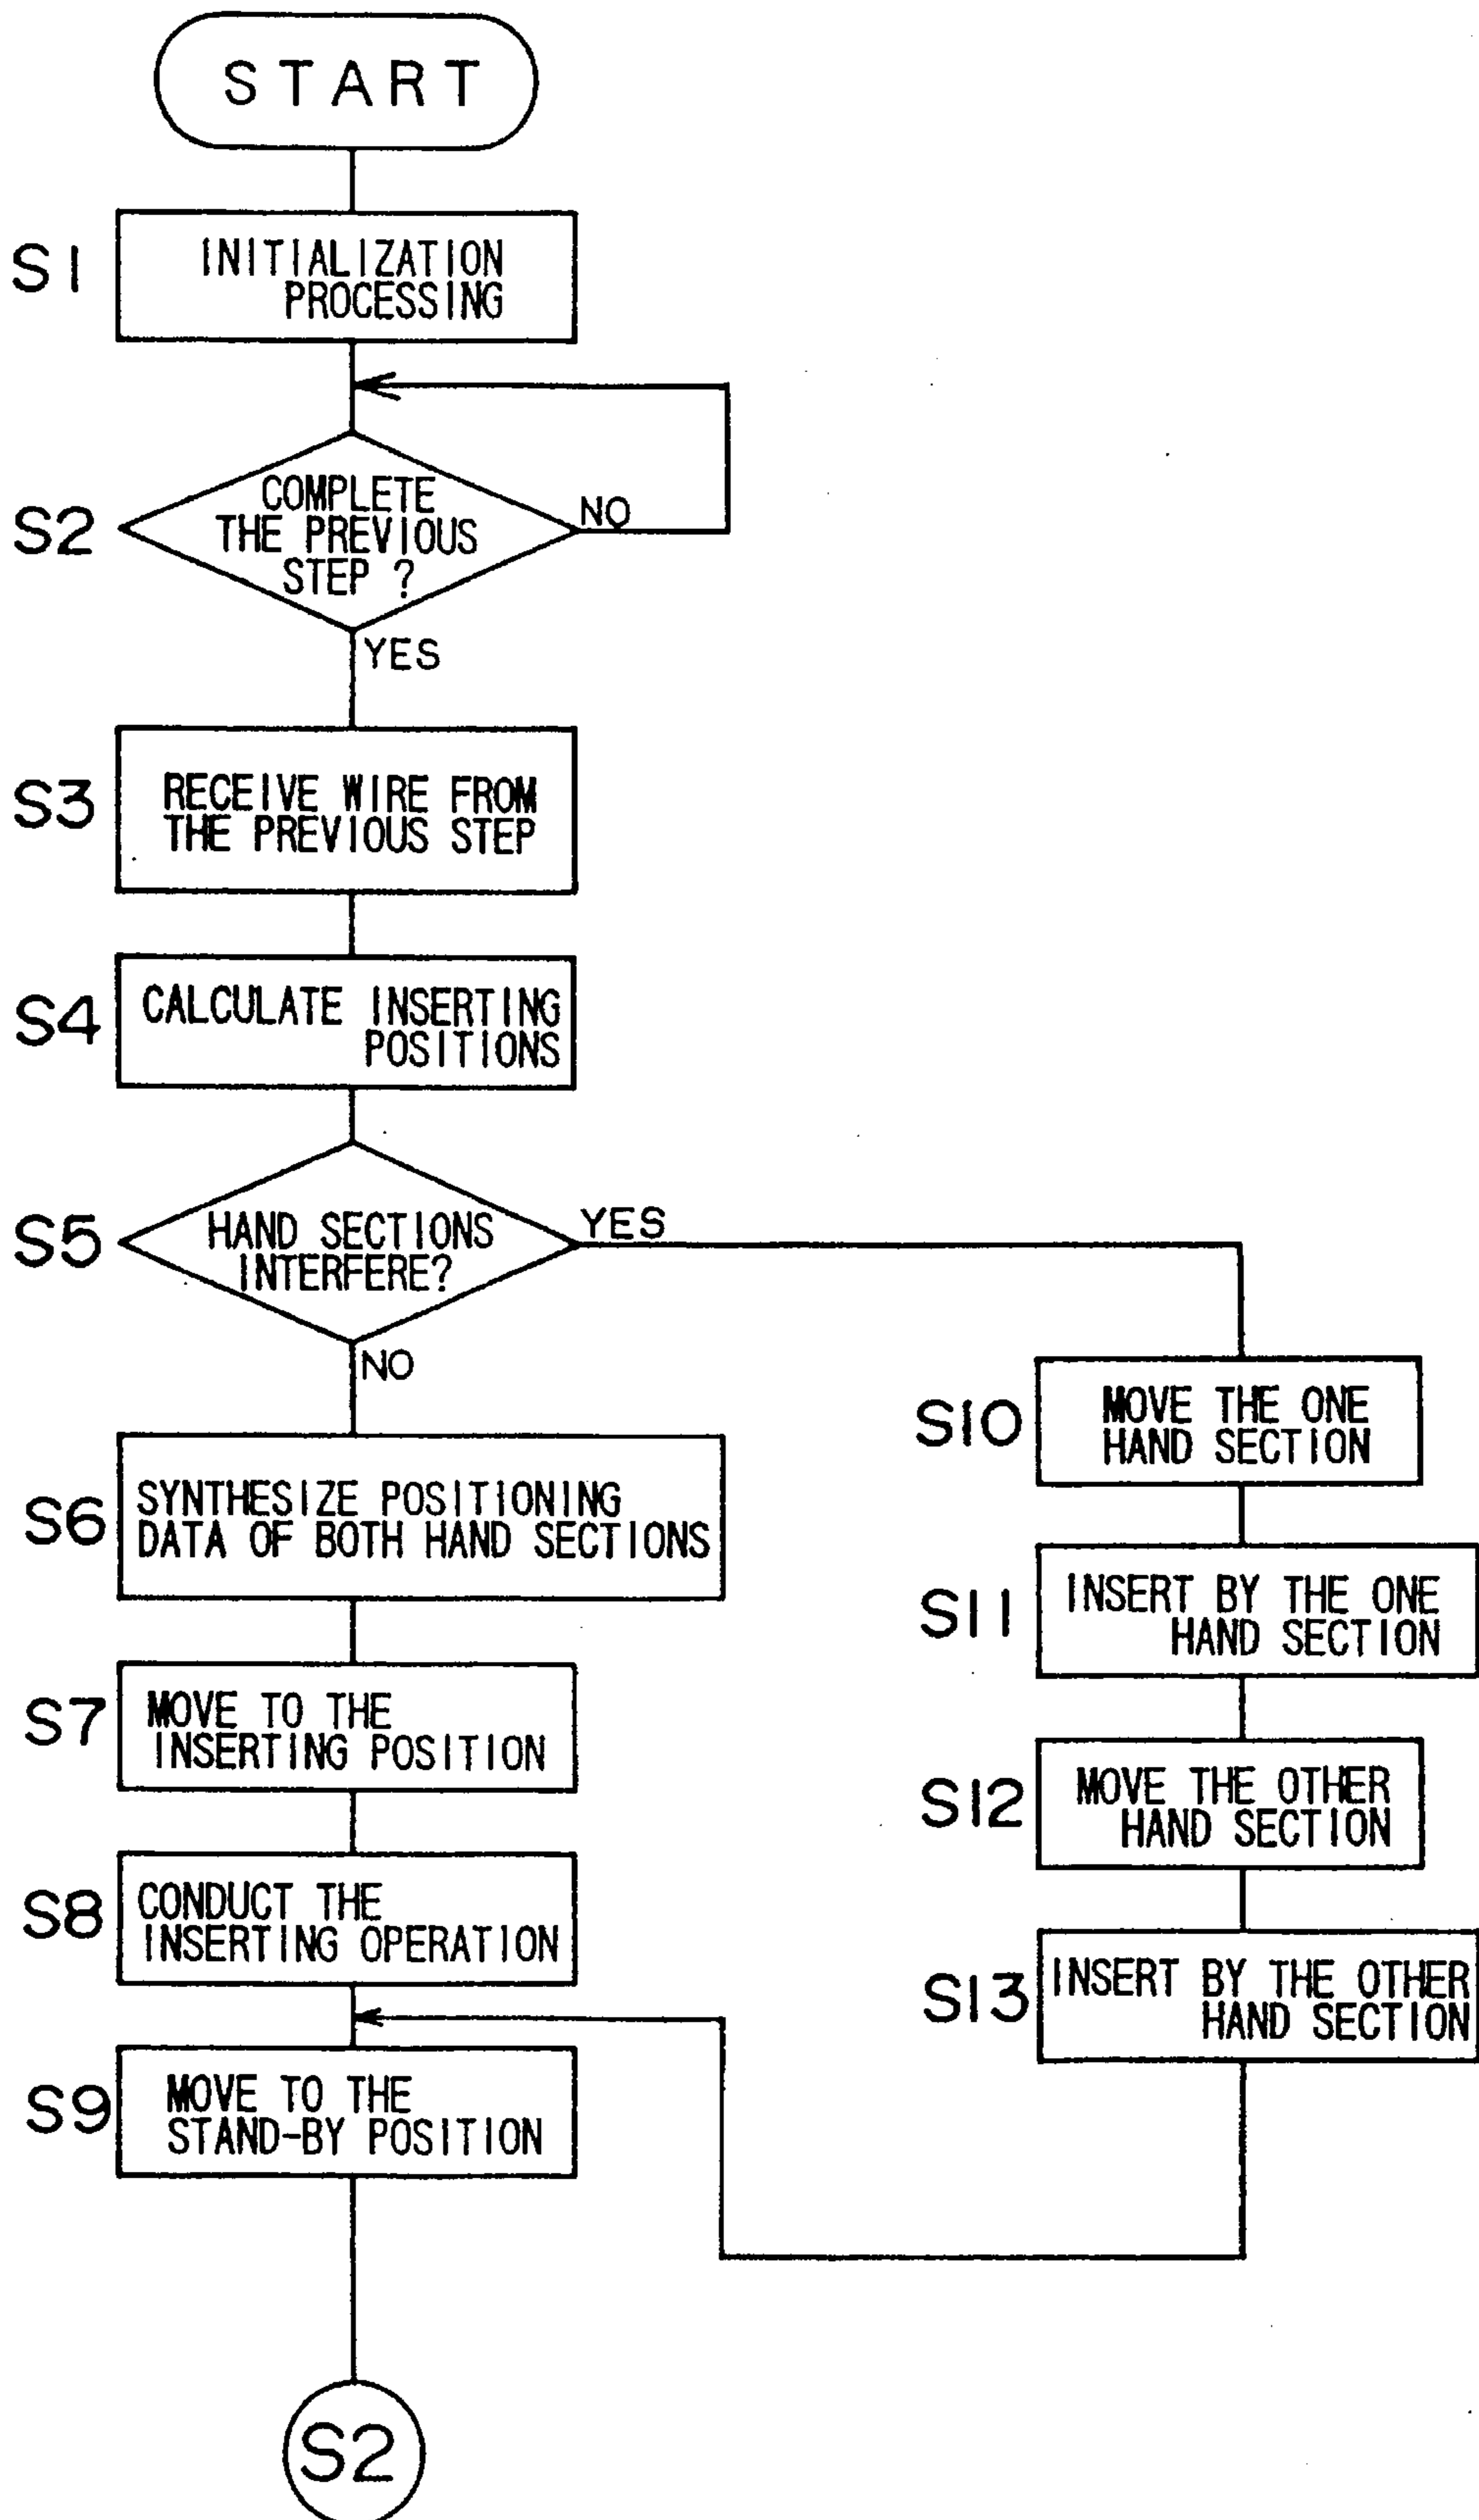 START
S1
INITIALIZATION
PROCESSING
S2
COMPLETE
THE PREVIOUS
STEP ?
NO
YES
S3
RECEIVE WIRE FROM
THE PREVIOUS STEP
S4
CALCULATE INSERTING
POSITIONS
S5
HAND SECTIONS
INTERFERE?
YES
NO
S6
SYNTHESIZE POSITIONING
DATA OF BOTH HAND SECTIONS
S7
MOVE TO THE
INSERTING POSITION
S8
CONDUCT THE
INSERTING OPERATION
S9
MOVE TO THE
STAND-BY POSITION
S2
S10
MOVE THE ONE
HAND SECTION
S11
INSERT BY THE ONE
HAND SECTION
S12
MOVE THE OTHER
HAND SECTION
S13
INSERT BY THE OTHER
HAND SECTION